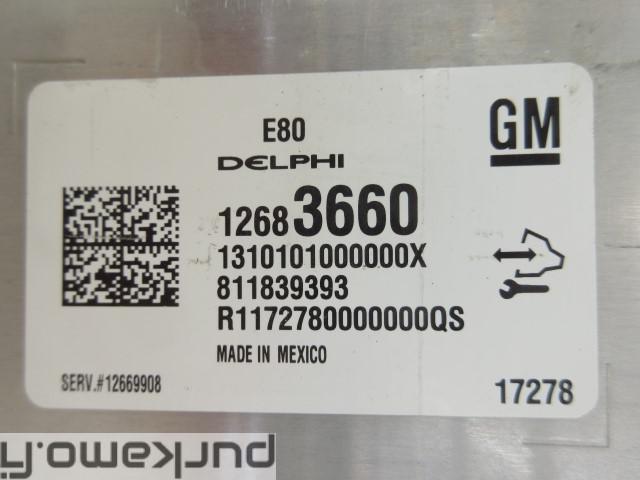 E80
GM
DELPHI
12683660
1310101000000X
811839393
R1172780000000QS
MADE IN MEXICO
SERV.#12669908
17278
purkamo.fi